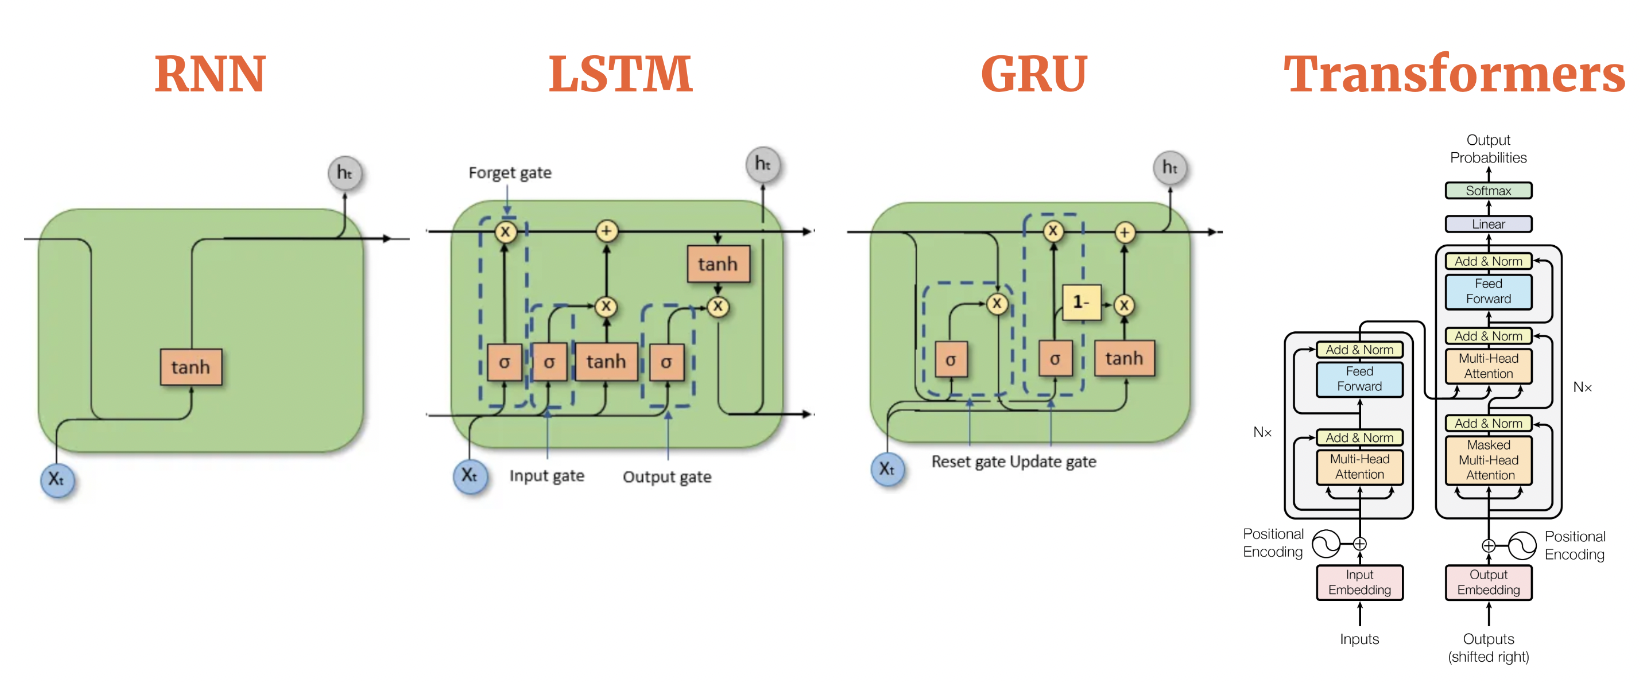 RNN
LSTM
GRU
Transformers
hₜ
tanh
Xₜ
Forget gate
hₜ
x
+
tanh
x
x
σ
σ
tanh
σ
Xₜ
Input gate
Output gate
hₜ
x
+
x
1-
x
σ
σ
tanh
Xₜ
Reset gate
Update gate
Output
Probabilities
Softmax
Linear
Add & Norm
Feed
Forward
Add & Norm
Multi-Head
Attention
Nx
Add & Norm
Masked
Multi-Head
Attention
Add & Norm
Feed
Forward
Nx
Add & Norm
Multi-Head
Attention
Positional
Encoding
+
+
Positional
Encoding
Input
Embedding
Output
Embedding
Inputs
Outputs
(shifted right)